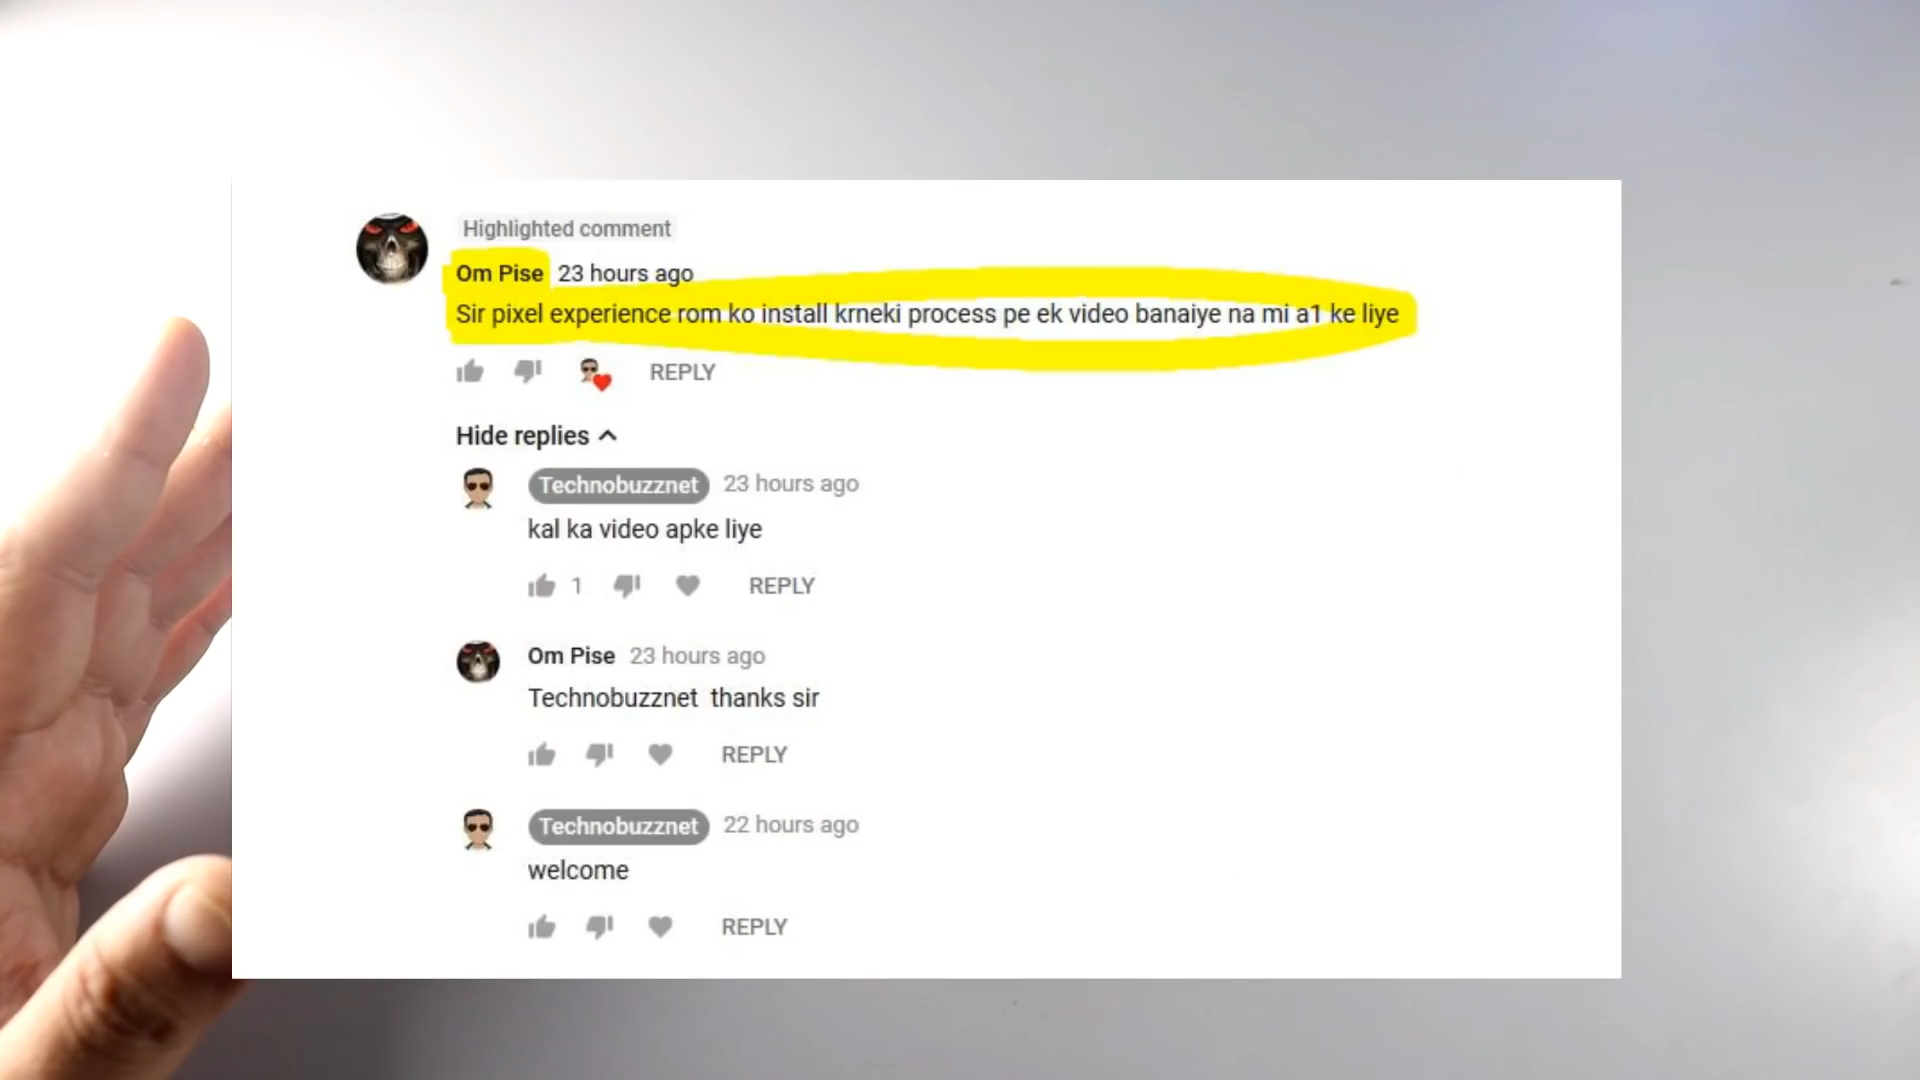 Highlighted comment
Om Pise 23 hours ago
Sir pixel experience rom ko install krneki process pe ek video banaiye na mi a1 ke liye
REPLY
Hide replies
Technobuzznet 23 hours ago
kal ka video apke liye
1 REPLY
Om Pise 23 hours ago
Technobuzznet thanks sir
REPLY
Technobuzznet 22 hours ago
welcome
REPLY